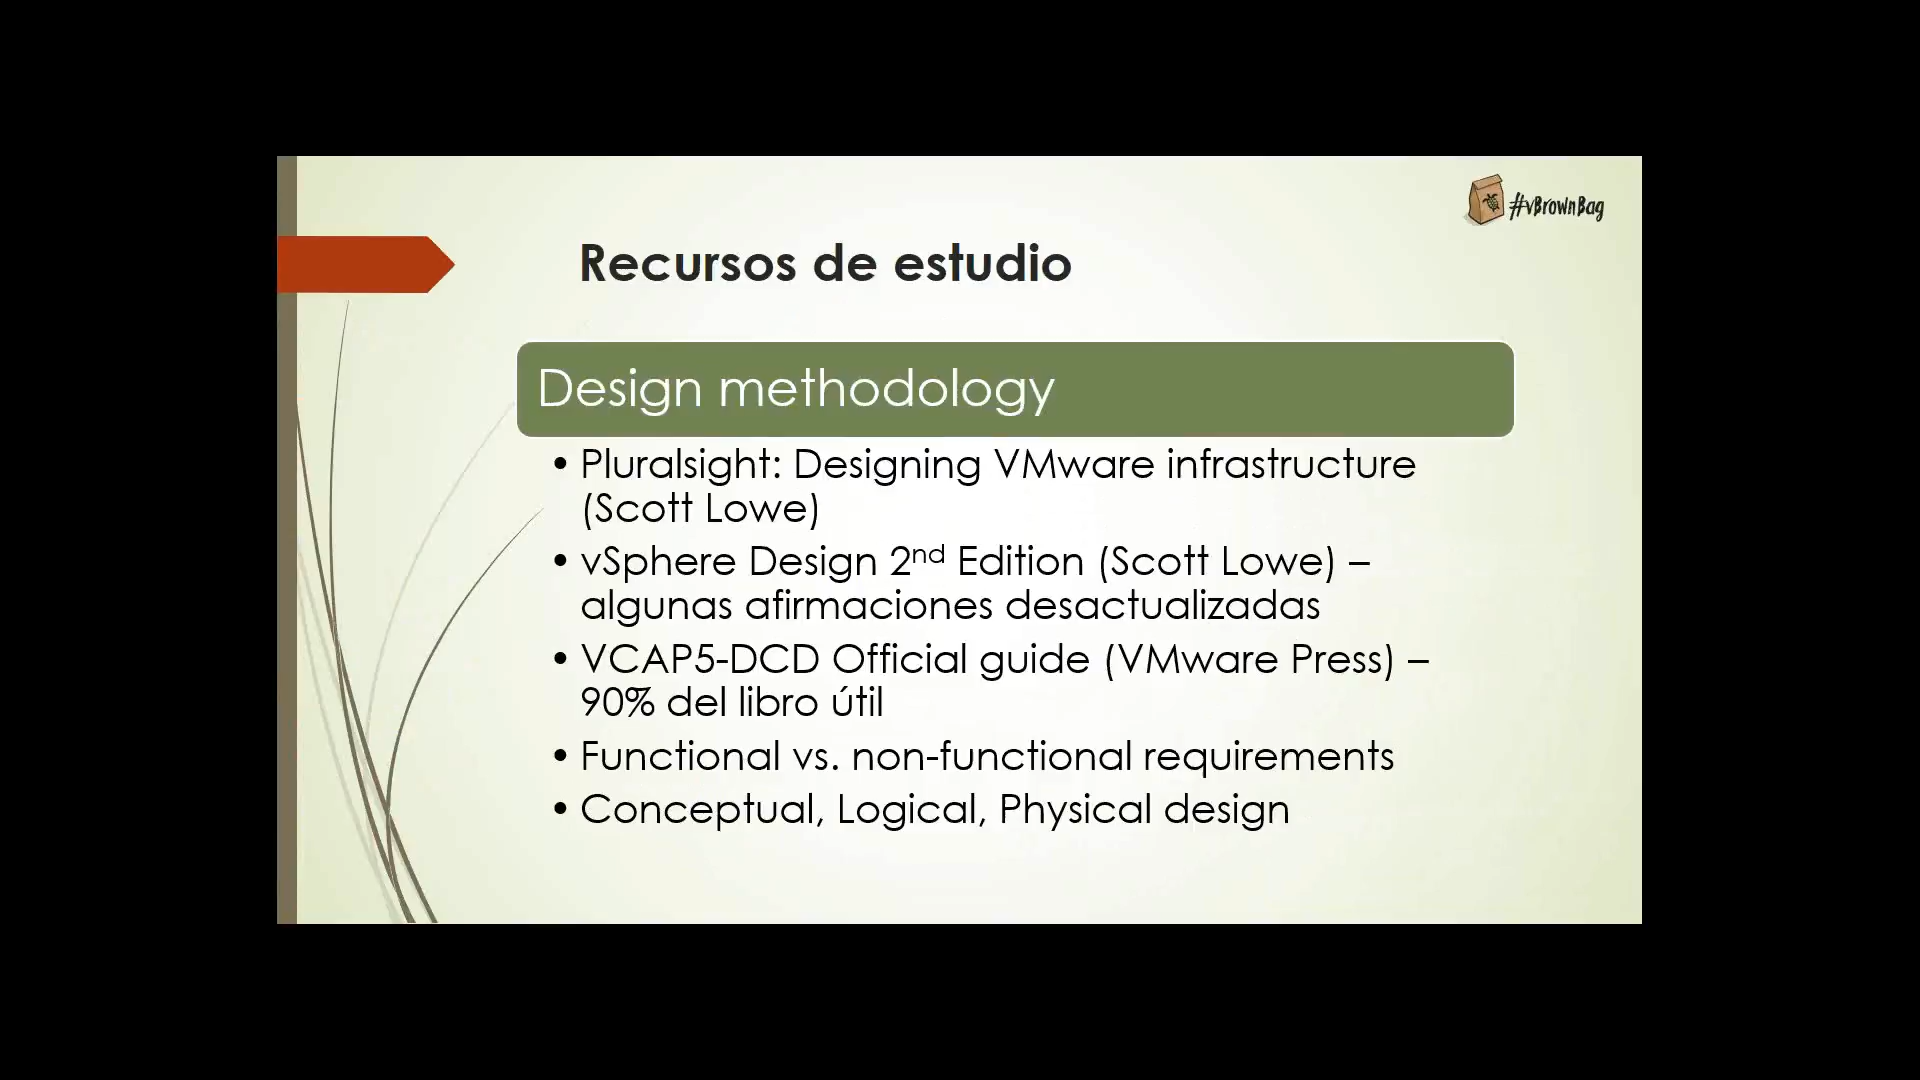 #vBrownBag
Recursos de estudio
Design methodology
• Pluralsight: Designing VMware infrastructure
(Scott Lowe)
• vSphere Design 2nd Edition (Scott Lowe) –
algunas afirmaciones desactualizadas
• VCAP5-DCD Official guide (VMware Press) –
90% del libro útil
• Functional vs. non-functional requirements
• Conceptual, Logical, Physical design